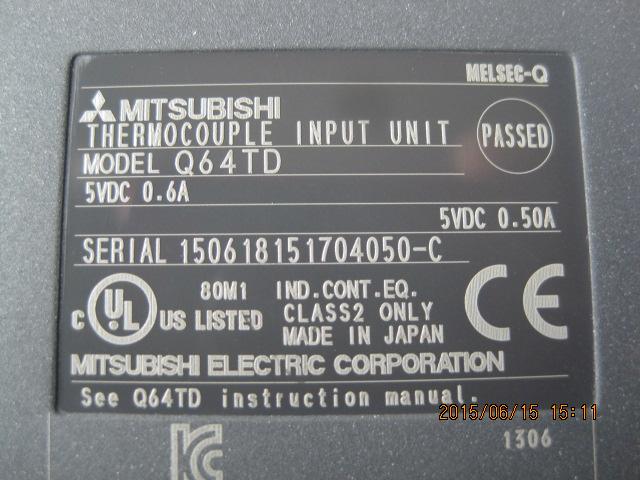 MELSEC-Q
MITSUBISHI
THERMOCOUPLE INPUT UNIT
PASSED
MODEL Q64TD
5VDC 0.6A
5VDC 0.50A
SERIAL 150618151704050-C
C UL US LISTED
80M1 IND.CONT.EQ.
CLASS2 ONLY
MADE IN JAPAN
CE
MITSUBISHI ELECTRIC CORPORATION
See Q64TD instruction manual.
2015/06/15 15:11
1306